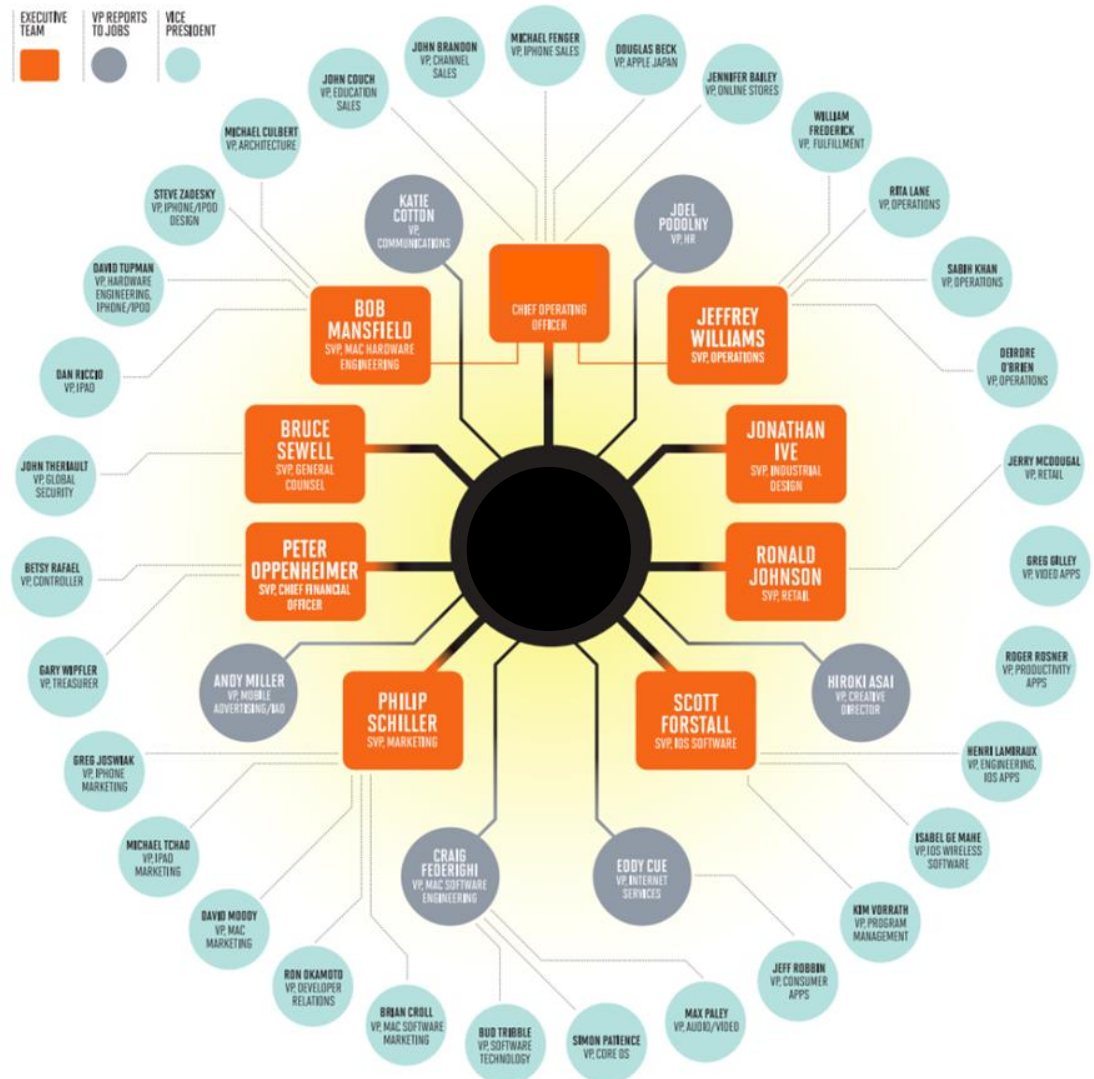 EXECUTIVE
TEAM
VP REPORTS
TO JOBS
VICE
PRESIDENT
MICHAEL FENGER
VP, IPHONE SALES
JOHN BRANDON
VP, CHANNEL
SALES
DOUGLAS BECK
VP, APPLE JAPAN
JOHN COUCH
VP, EDUCATION
SALES
JENNIFER BAILEY
VP, ONLINE STORES
MICHAEL CULBERT
VP, ARCHITECTURE
WILLIAM
FREDERICK
VP, FULFILLMENT
STEVE ZADESKY
VP, IPHONE/IPOD
DESIGN
KATIE
COTTON
VP,
COMMUNICATIONS
JOEL
PODOLNY
VP, HR
RITA LANE
VP, OPERATIONS
DAVID TUPMAN
VP, HARDWARE
ENGINEERING,
IPHONE/IPOD
BOB
MANSFIELD
SVP, MAC HARDWARE
ENGINEERING
CHIEF OPERATING
OFFICER
JEFFREY
WILLIAMS
SVP, OPERATIONS
SABIH KHAN
VP, OPERATIONS
DAN RICCIO
VP, IPAD
DEIRDRE
O'BRIEN
VP, OPERATIONS
BRUCE
SEWELL
SVP, GENERAL
COUNSEL
JONATHAN
IVE
SVP, INDUSTRIAL
DESIGN
JOHN THERIAULT
VP, GLOBAL
SECURITY
JERRY MCDOUGAL
VP, RETAIL
PETER
OPPENHEIMER
SVP, CHIEF FINANCIAL
OFFICER
RONALD
JOHNSON
SVP, RETAIL
BETSY RAFAEL
VP, CONTROLLER
GREG GILLEY
VP, VIDEO APPS
GARY WIPFLER
VP, TREASURER
ANDY MILLER
VP, MOBILE
ADVERTISING/IAD
PHILIP
SCHILLER
SVP, MARKETING
SCOTT
FORSTALL
SVP, IOS SOFTWARE
HIROKI ASAI
VP, CREATIVE
DIRECTOR
ROGER ROSNER
VP, PRODUCTIVITY
APPS
GREG JOSWIAK
VP, IPHONE
MARKETING
HENRI LAMIRAUX
VP, ENGINEERING,
IOS APPS
MICHAEL TCHAO
VP, IPAD
MARKETING
ISABEL GE MAHE
VP, IOS WIRELESS
SOFTWARE
CRAIG
FEDERIGHI
VP, MAC SOFTWARE
ENGINEERING
EDDY CUE
VP, INTERNET
SERVICES
DAVID MOODY
VP, MAC
MARKETING
KIM VORRATH
VP, PROGRAM
MANAGEMENT
RON OKAMOTO
VP, DEVELOPER
RELATIONS
JEFF ROBBIN
VP, CONSUMER
APPS
BRIAN CROLL
VP, MAC SOFTWARE
MARKETING
MAX PALEY
VP, AUDIO/VIDEO
BUD TRIBBLE
VP, SOFTWARE
TECHNOLOGY
SIMON PATIENCE
VP, CORE OS